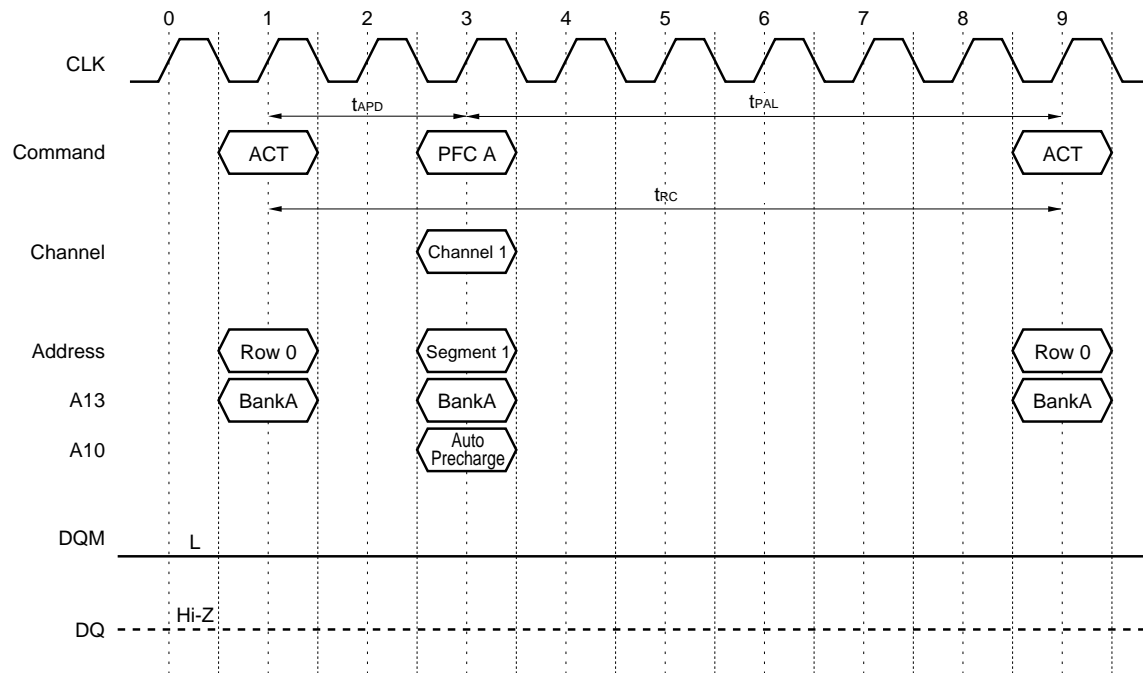 0 1 2 3 4 5 6 7 8 9
CLK
tAPD tPAL
Command ACT PFC A ACT
tRC
Channel Channel 1
Address Row 0 Segment 1 Row 0
A13 BankA BankA BankA
A10 Auto Precharge
DQM L
Hi-Z
DQ